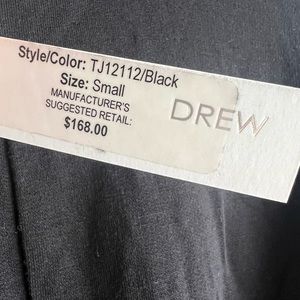 Style/Color: TJ12112/Black
Size: Small
MANUFACTURER'S
SUGGESTED RETAIL:
$168.00
DREW